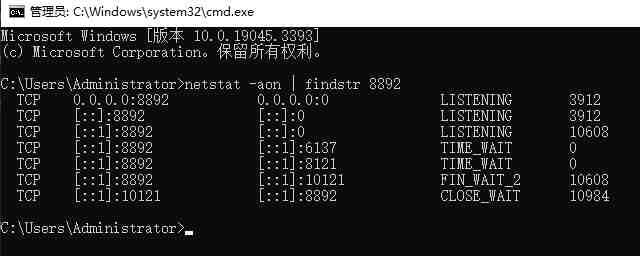 管理员: C:\Windows\system32\cmd.exe
Microsoft Windows [版本 10.0.19045.3393]
(c) Microsoft Corporation。保留所有权利。
C:\Users\Administrator>netstat -aon | findstr 8892
TCP 0.0.0.0:8892 0.0.0.0:0 LISTENING 3912
TCP [::]:8892 [::]:0 LISTENING 3912
TCP [::1]:8892 [::]:0 LISTENING 10608
TCP [::1]:8892 [::1]:6137 TIME_WAIT 0
TCP [::1]:8892 [::1]:8121 TIME_WAIT 0
TCP [::1]:8892 [::1]:10121 FIN_WAIT_2 10608
TCP [::1]:10121 [::1]:8892 CLOSE_WAIT 10984
C:\Users\Administrator>